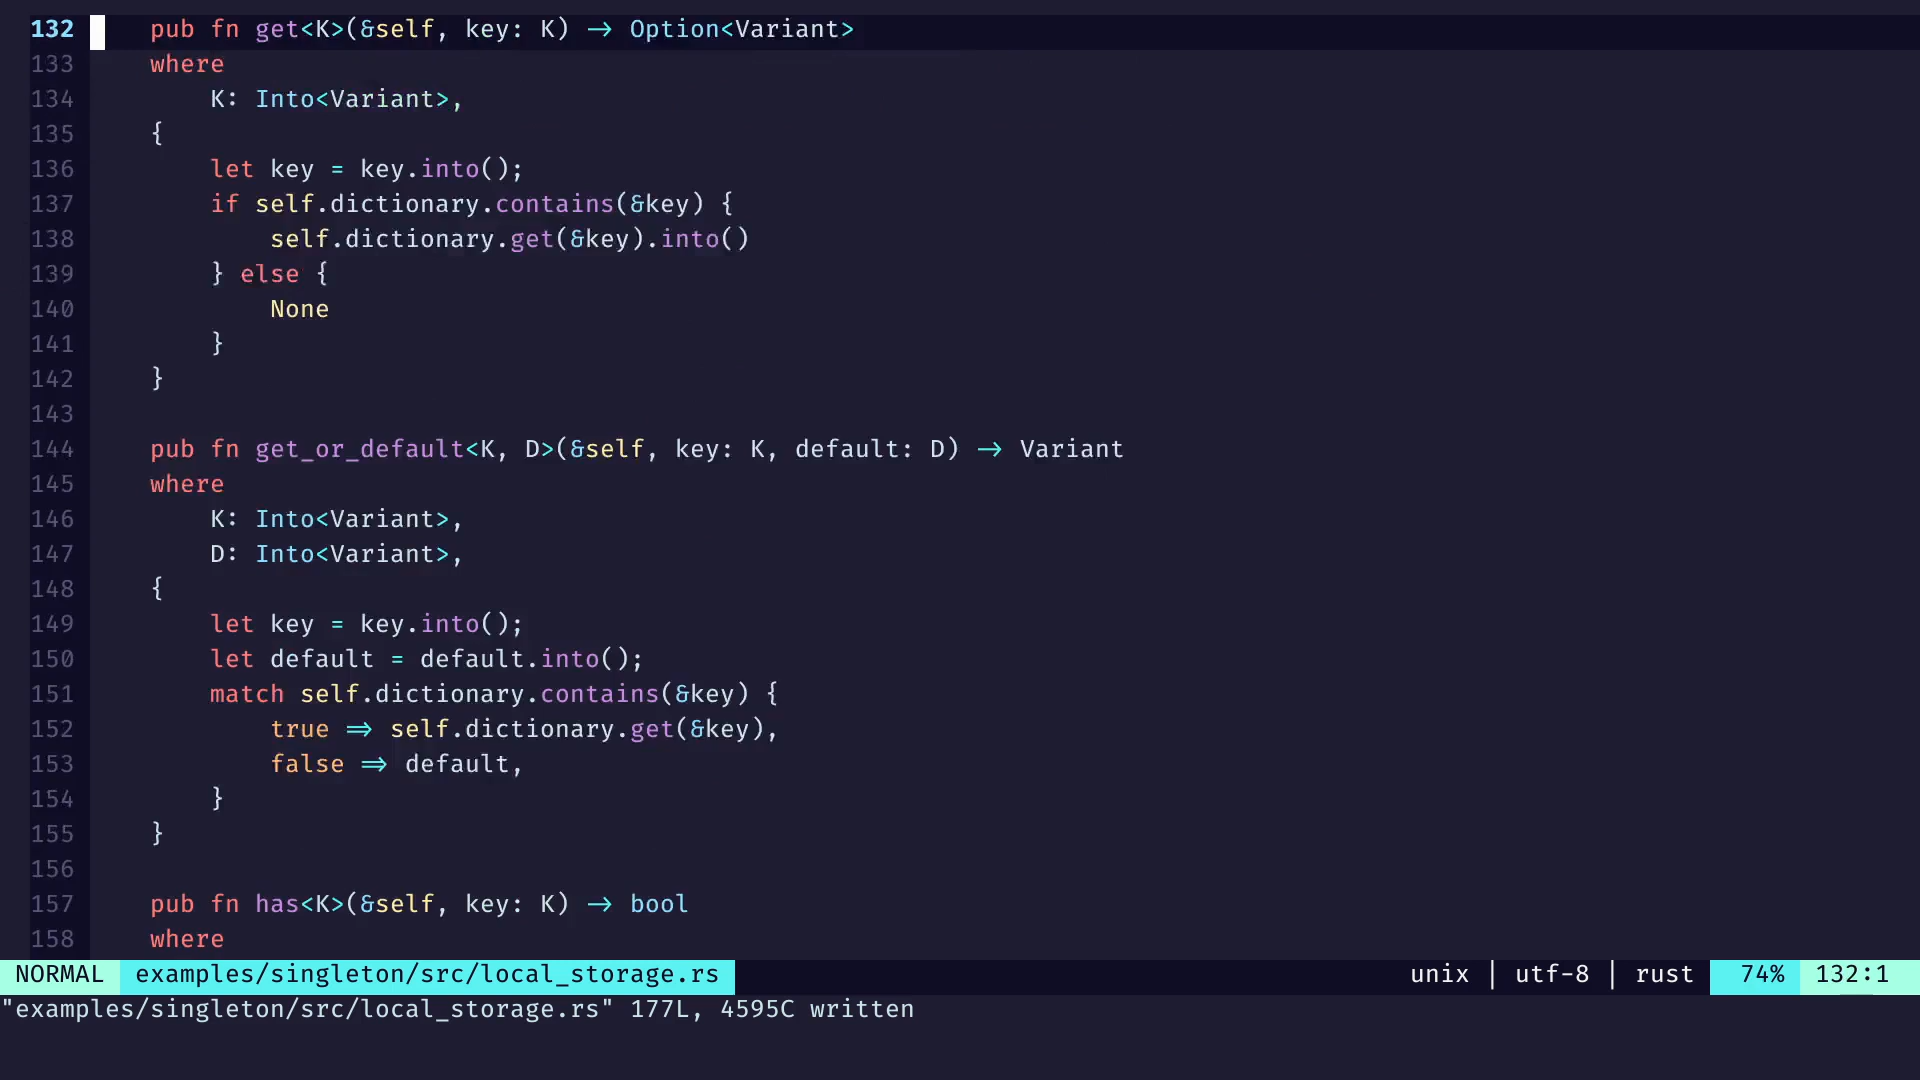 132     pub fn get<K>(&self, key: K) -> Option<Variant>
133     where
134         K: Into<Variant>,
135     {
136         let key = key.into();
137         if self.dictionary.contains(&key) {
138             self.dictionary.get(&key).into()
139         } else {
140             None
141         }
142     }
143
144     pub fn get_or_default<K, D>(&self, key: K, default: D) -> Variant
145     where
146         K: Into<Variant>,
147         D: Into<Variant>,
148     {
149         let key = key.into();
150         let default = default.into();
151         match self.dictionary.contains(&key) {
152             true => self.dictionary.get(&key),
153             false => default,
154         }
155     }
156
157     pub fn has<K>(&self, key: K) -> bool
158     where
NORMAL examples/singleton/src/local_storage.rs unix | utf-8 | rust 74% 132:1
"examples/singleton/src/local_storage.rs" 177L, 4595C written